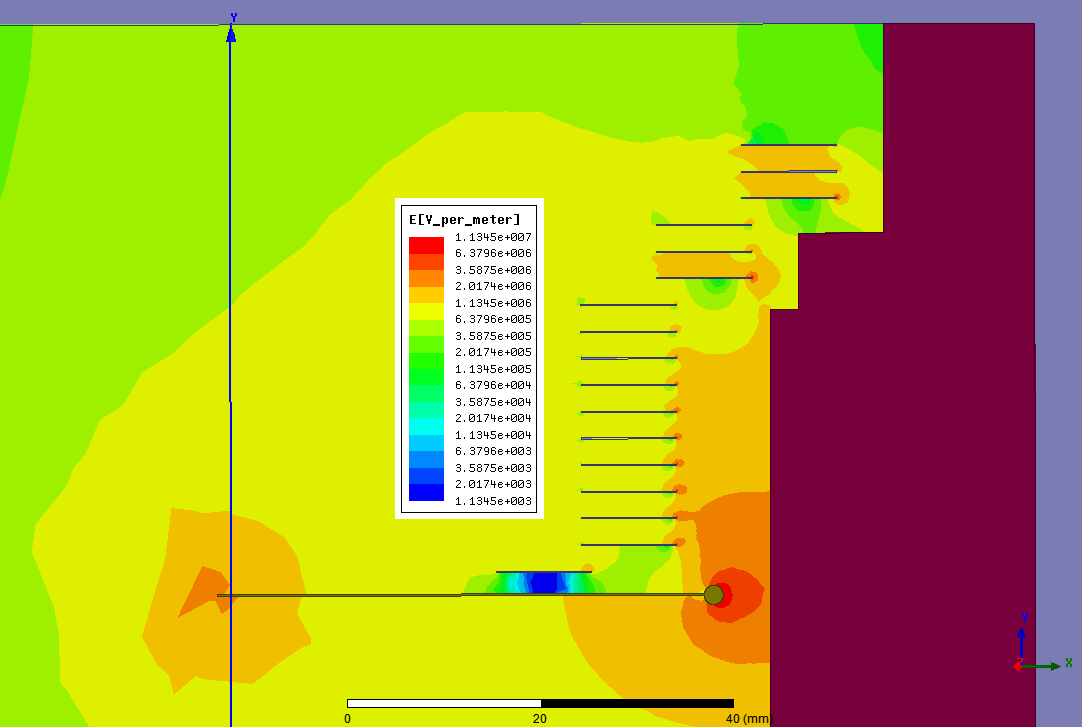 Y
E[V_per_meter]
1.1345e+007
6.3796e+006
3.5875e+006
2.0174e+006
1.1345e+006
6.3796e+005
3.5875e+005
2.0174e+005
1.1345e+005
6.3796e+004
3.5875e+004
2.0174e+004
1.1345e+004
6.3796e+003
3.5875e+003
2.0173e+003
1.1345e+003
Y
X
0 20 40 (mm)